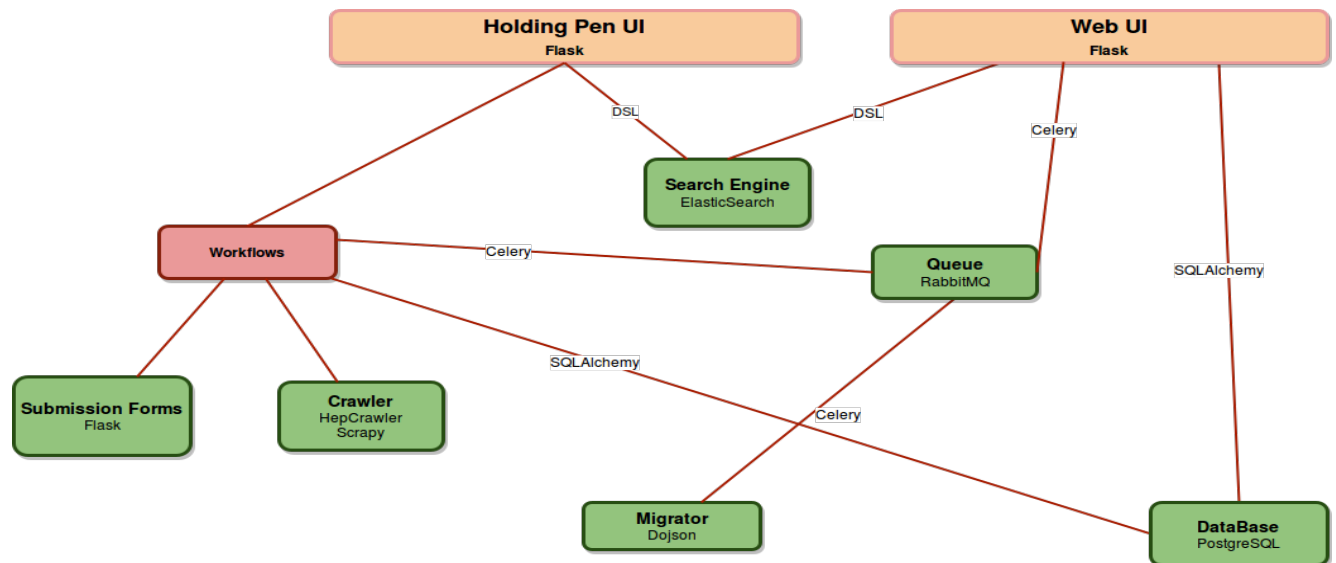 Holding Pen UI
Flask
Web UI
Flask
DSL
DSL
Celery
Search Engine
ElasticSearch
Workflows
Celery
Queue
RabbitMQ
SQLAlchemy
SQLAlchemy
Submission Forms
Flask
Crawler
HepCrawler
Scrapy
Celery
Migrator
Dojson
DataBase
PostgreSQL